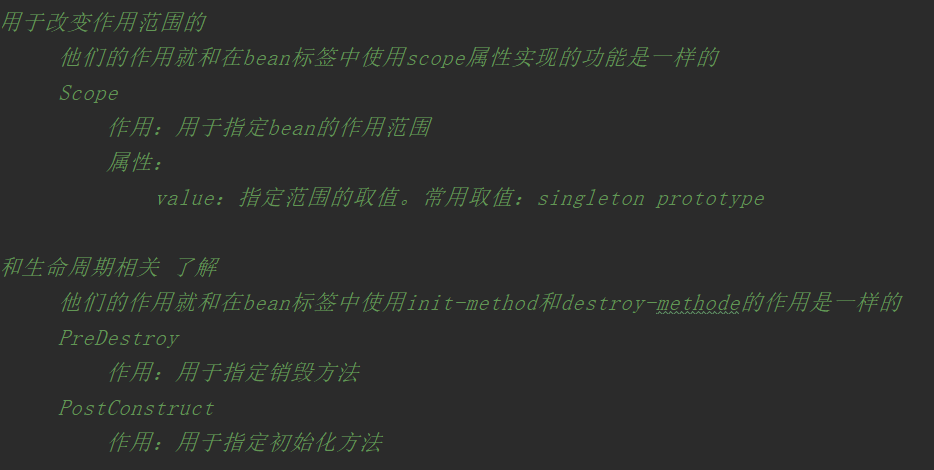 用于改变作用范围的
他们的作用就和在bean标签中使用scope属性实现的功能是一样的
Scope
作用：用于指定bean的作用范围
属性：
value：指定范围的取值。常用取值：singleton prototype
和生命周期相关 了解
他们的作用就和在bean标签中使用init-method和destroy-methode的作用是一样的
PreDestroy
作用：用于指定销毁方法
PostConstruct
作用：用于指定初始化方法